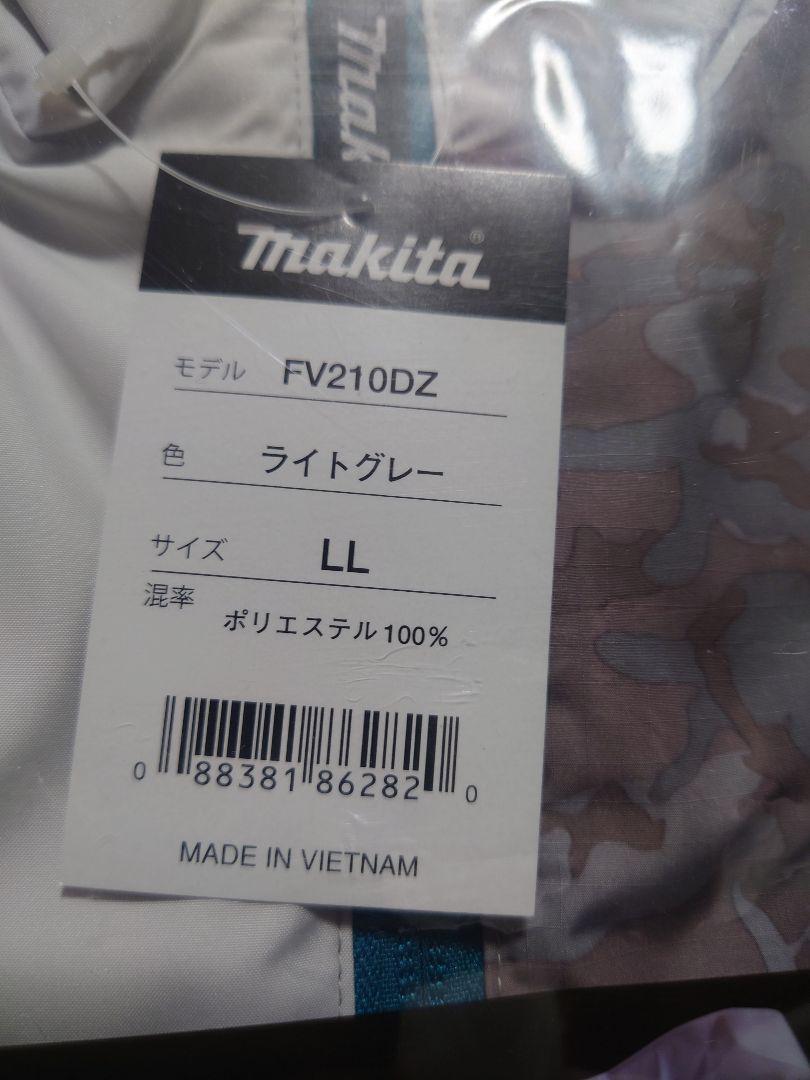 mak
makita®
モデル FV210DZ
色 ライトグレー
サイズ LL
混率 ポリエステル100%
0 88381 86282 0
MADE IN VIETNAM